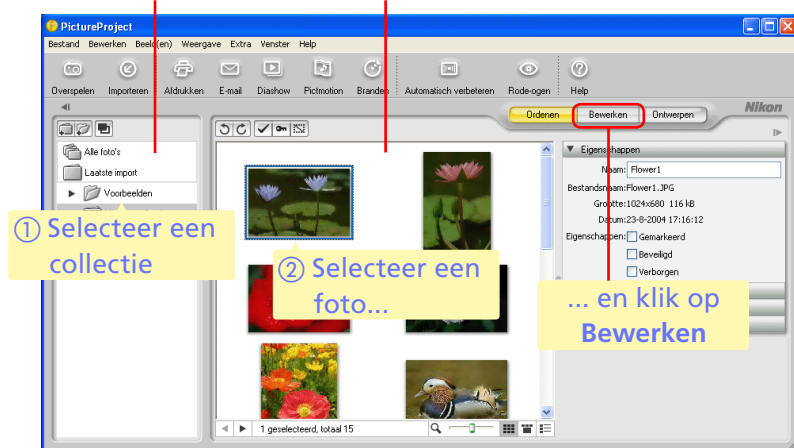 PictureProject
Bestand Bewerken Beeld(en) Weergave Extra Venster Help
Overspelen Importeren Afdrukken E-mail Diashow Pictmotion Branden Automatisch verbeteren Rode-ogen Help
Ordenen Bewerken Ontwerpen
Nikon
Alle foto's
Laatste import
Voorbeelden
① Selecteer een
collectie
② Selecteer een
foto...
1 geselecteerd, totaal 15
Eigenschappen
Naam: Flower1
Bestandsnaam: Flower1.JPG
Grootte: 1024x680 116 kB
Datum: 23-8-2004 17:16:12
Eigenschappen: Gemarkeerd
Beveiligd
Verborgen
... en klik op
Bewerken